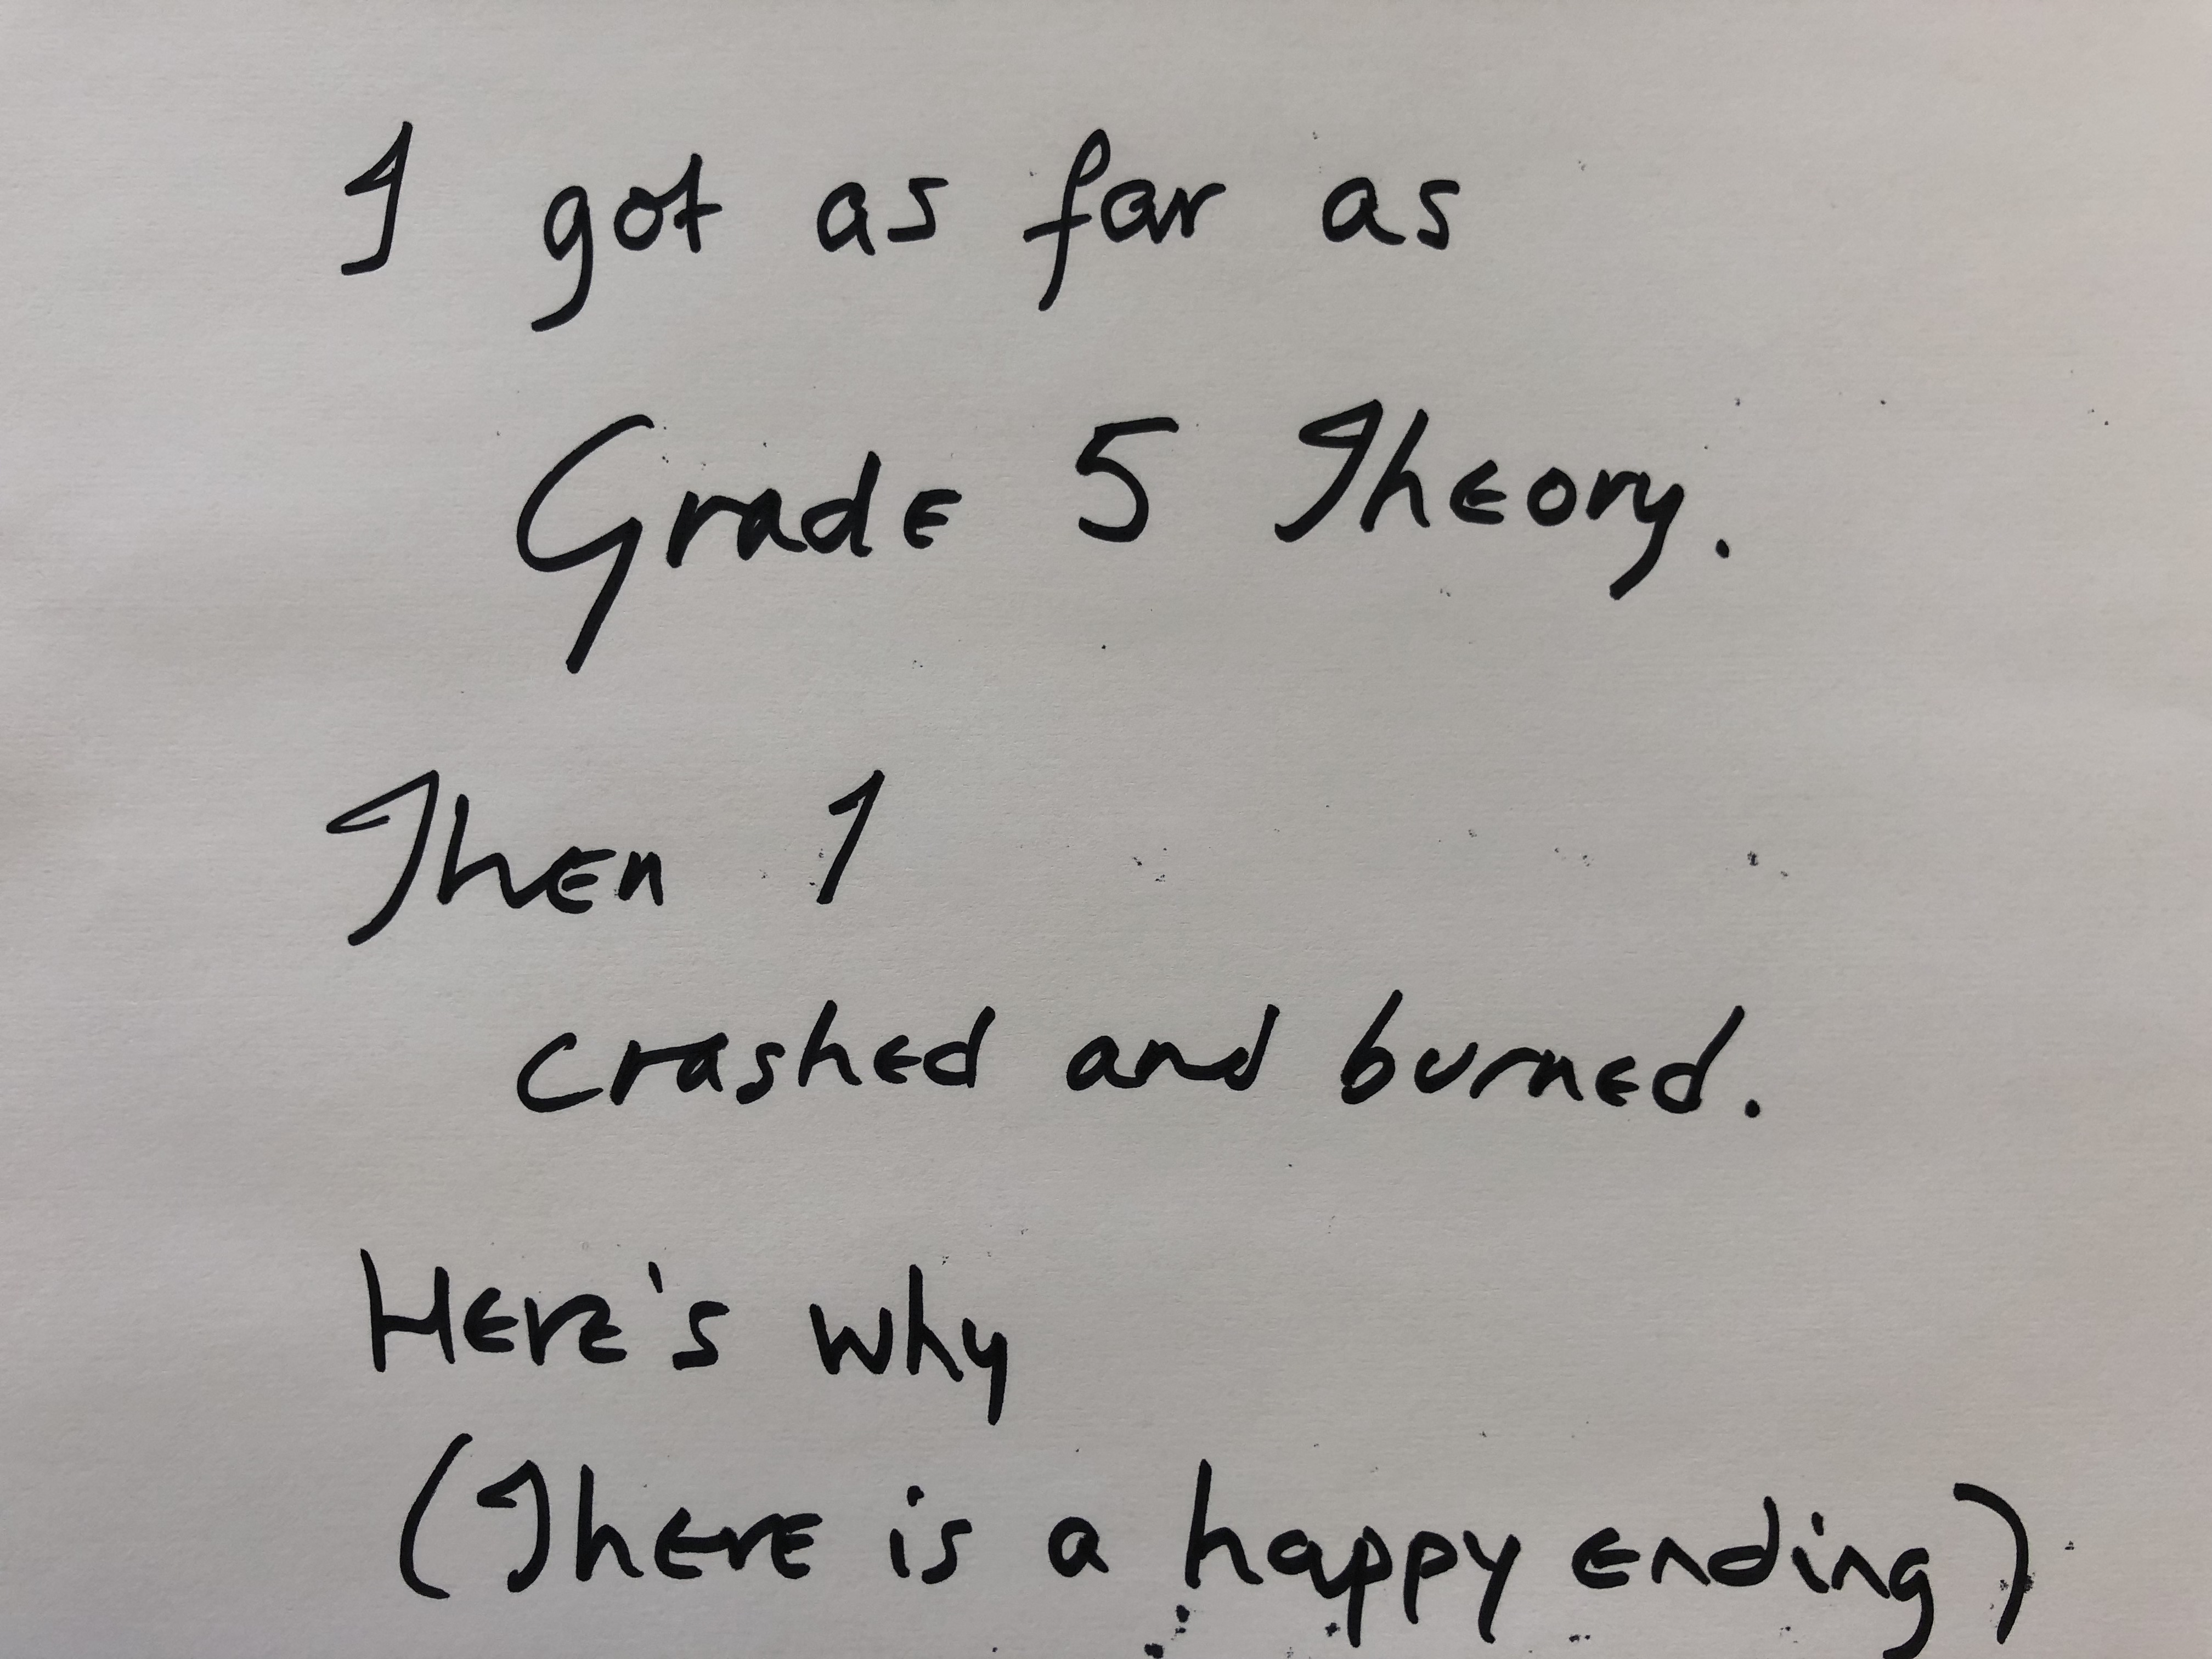 I got as far as
Grade 5 Theory.
Then I
crashed and burned.
Here's why
(There is a happy ending)